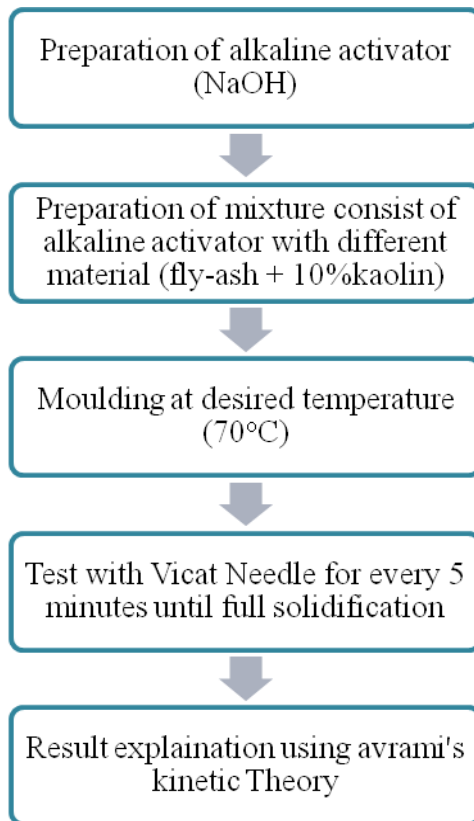 Preparation of alkaline activator
(NaOH)
Preparation of mixture consist of
alkaline activator with different
material (fly-ash + 10%kaolin)
Moulding at desired temperature
(70°C)
Test with Vicat Needle for every 5
minutes until full solidification
Result explaination using avrami's
kinetic Theory